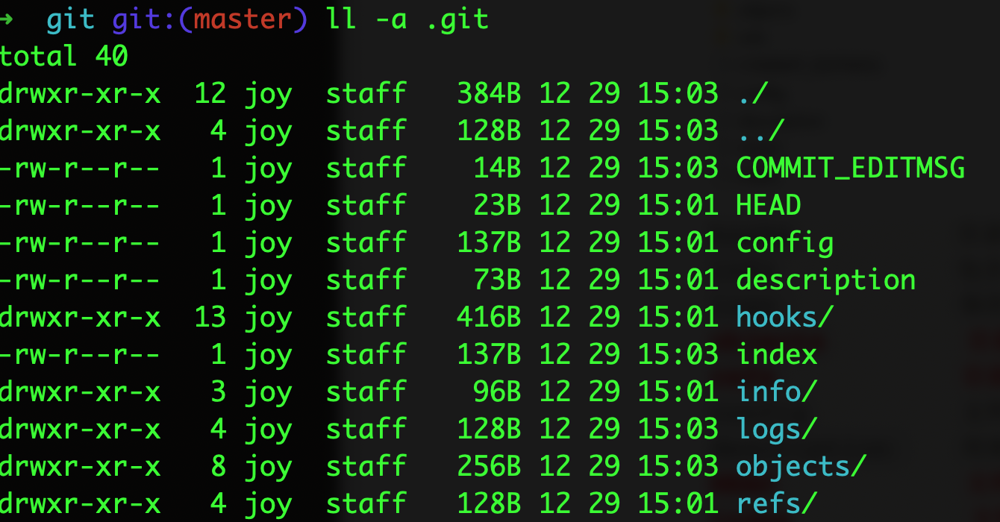 ➜  git git:(master) ll -a .git
total 40
drwxr-xr-x  12 joy  staff   384B 12 29 15:03 ./
drwxr-xr-x   4 joy  staff   128B 12 29 15:03 ../
-rw-r--r--   1 joy  staff    14B 12 29 15:03 COMMIT_EDITMSG
-rw-r--r--   1 joy  staff    23B 12 29 15:01 HEAD
-rw-r--r--   1 joy  staff   137B 12 29 15:01 config
-rw-r--r--   1 joy  staff    73B 12 29 15:01 description
drwxr-xr-x  13 joy  staff   416B 12 29 15:01 hooks/
-rw-r--r--   1 joy  staff   137B 12 29 15:03 index
drwxr-xr-x   3 joy  staff    96B 12 29 15:01 info/
drwxr-xr-x   4 joy  staff   128B 12 29 15:03 logs/
drwxr-xr-x   8 joy  staff   256B 12 29 15:03 objects/
drwxr-xr-x   4 joy  staff   128B 12 29 15:01 refs/